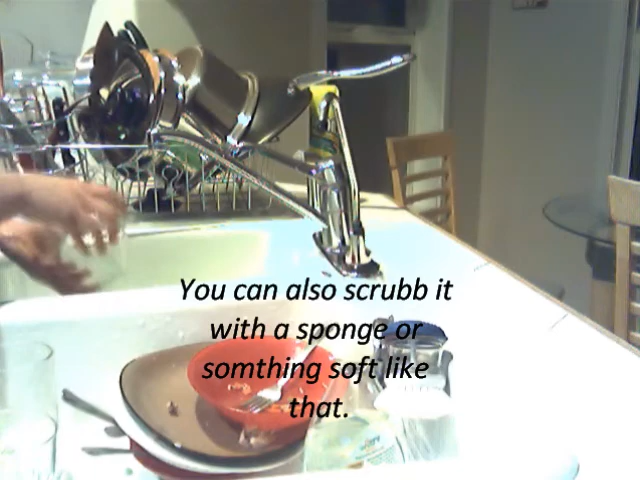 You can also scrubb it
with a sponge or
somthing soft like
that.